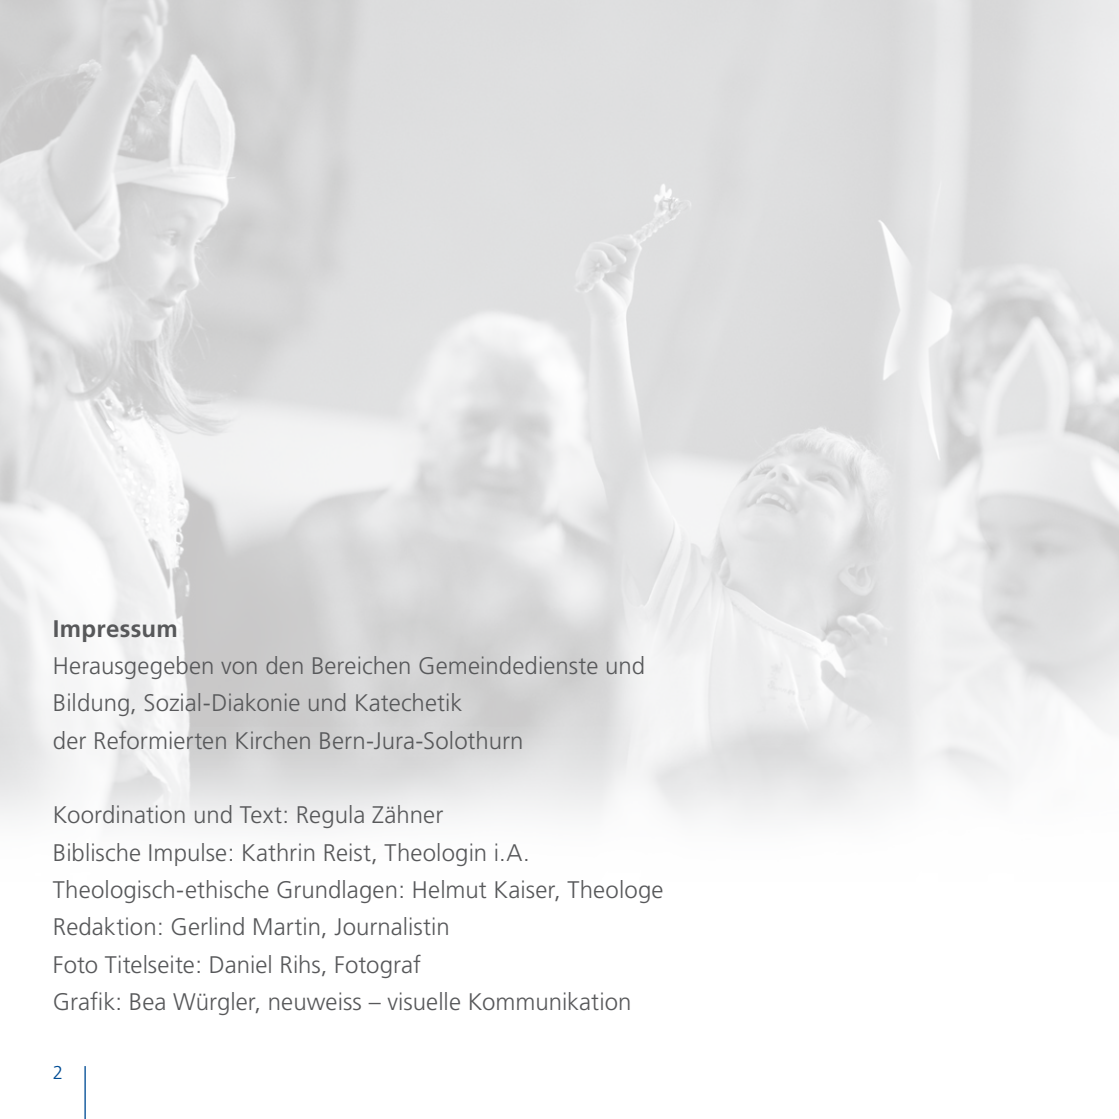 Impressum
Herausgegeben von den Bereichen Gemeindedienste und
Bildung, Sozial-Diakonie und Katechetik
der Reformierten Kirchen Bern-Jura-Solothurn
Koordination und Text: Regula Zähner
Biblische Impulse: Kathrin Reist, Theologin i.A.
Theologisch-ethische Grundlagen: Helmut Kaiser, Theologe
Redaktion: Gerlind Martin, Journalistin
Foto Titelseite: Daniel Rihs, Fotograf
Grafik: Bea Würgler, neuweiss – visuelle Kommunikation
2